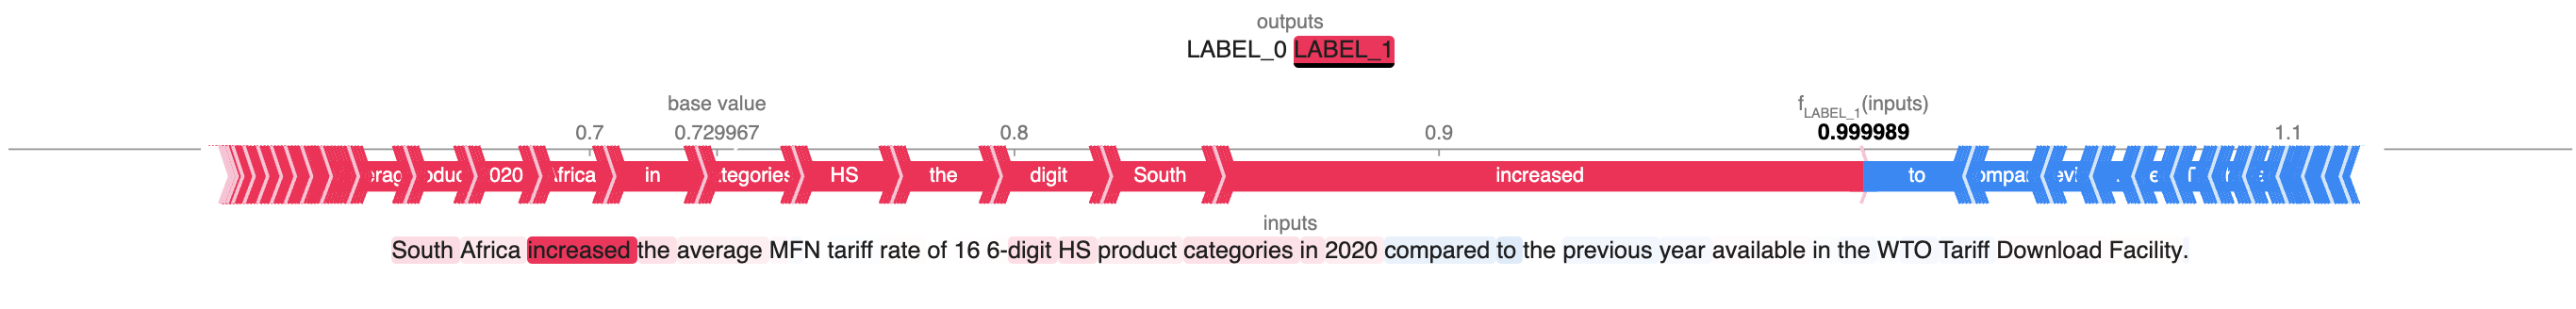 outputs
LABEL_0 LABEL_1
base value f LABEL_1 (inputs)
0.7 0.729967 0.8 0.9 0.999989 1.1
in HS the digit South increased to
inputs
South Africa increased the average MFN tariff rate of 16 6-digit HS product categories in 2020 compared to the previous year available in the WTO Tariff Download Facility.